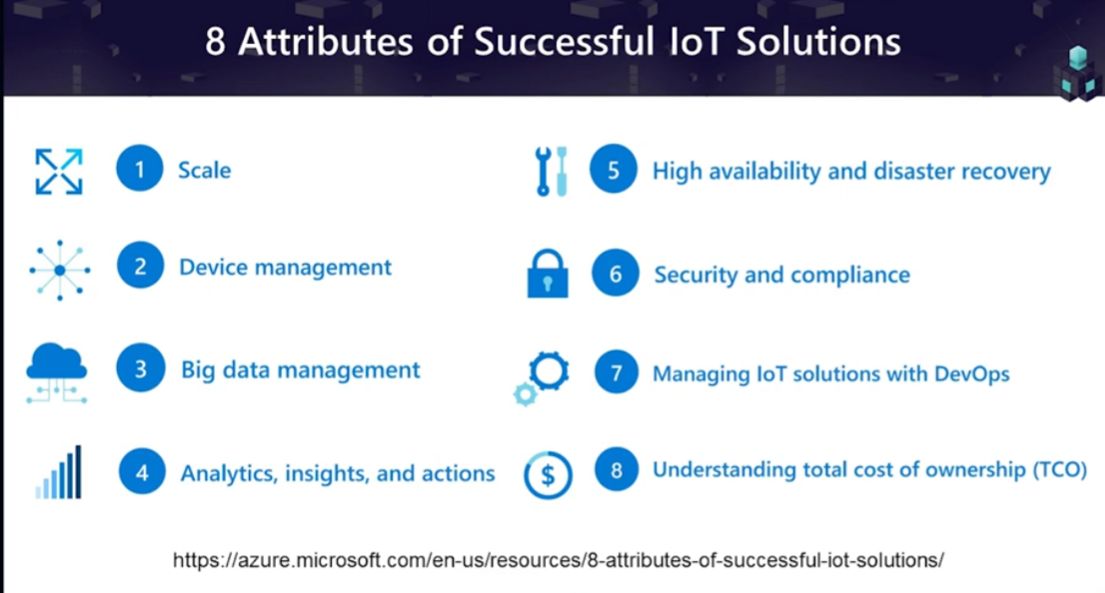 8 Attributes of Successful IoT Solutions
1 Scale
2 Device management
3 Big data management
4 Analytics, insights, and actions
5 High availability and disaster recovery
6 Security and compliance
7 Managing IoT solutions with DevOps
$ 8 Understanding total cost of ownership (TCO)
https://azure.microsoft.com/en-us/resources/8-attributes-of-successful-iot-solutions/